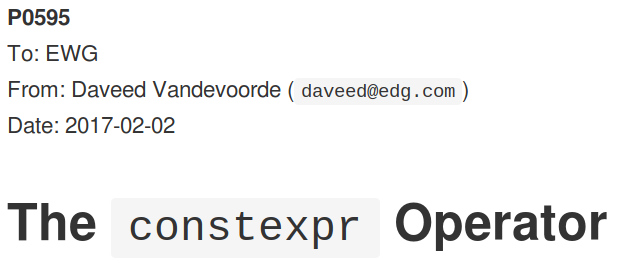 P0595
To: EWG
From: Daveed Vandevoorde (daveed@edg.com)
Date: 2017-02-02
The constexpr Operator